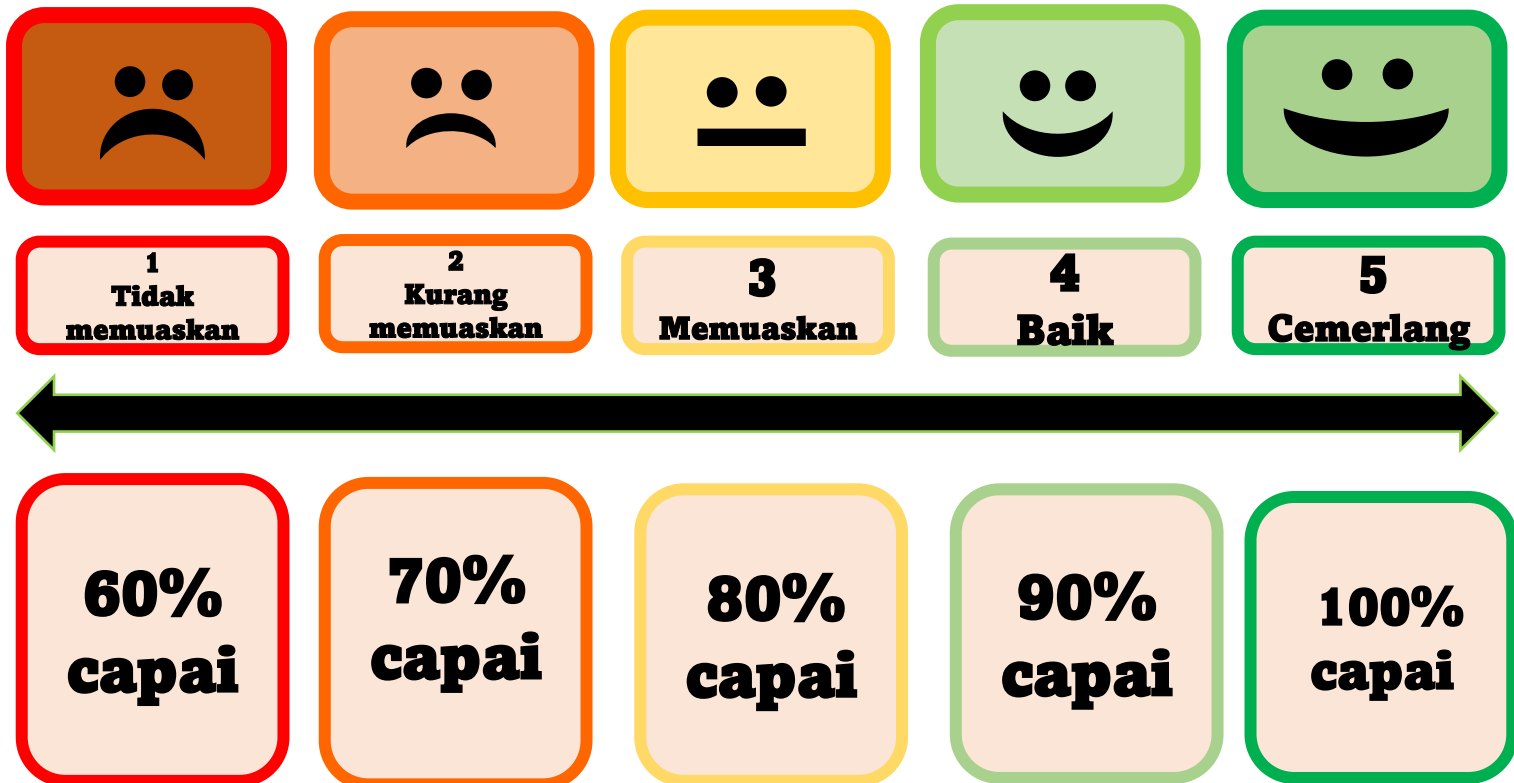 1
Tidak
memuaskan
2
Kurang
memuaskan
3
Memuaskan
4
Baik
5
Cemerlang
60%
capai
70%
capai
80%
capai
90%
capai
100%
capai